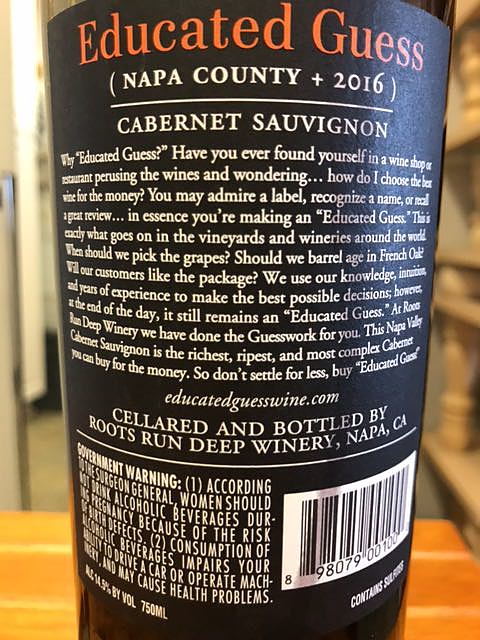 Educated Guess
( NAPA COUNTY + 2016 )
CABERNET SAUVIGNON
Why "Educated Guess?" Have you ever found yourself in a wine shop or
restaurant perusing the wines and wondering... how do I choose the best
wine for the money? You may admire a label, recognize a name, or recall
a great review... in essence you're making an "Educated Guess." This is
exactly what goes on in the vineyards and wineries around the world.
When should we pick the grapes? Should we barrel age in French Oak?
Will our customers like the package? We use our knowledge, intuition,
and years of experience to make the best possible decisions; however,
at the end of the day, it still remains an "Educated Guess." At Roots
Run Deep Winery we have done the Guesswork for you. This Napa Valley
Cabernet Sauvignon is the richest, ripest, and most complex Cabernet
you can buy for the money. So don't settle for less, buy "Educated Guess!"
educatedguesswine.com
CELLARED AND BOTTLED BY
ROOTS RUN DEEP WINERY, NAPA, CA
GOVERNMENT WARNING: (1) ACCORDING
TO THE SURGEON GENERAL, WOMEN SHOULD
NOT DRINK ALCOHOLIC BEVERAGES DUR-
ING PREGNANCY BECAUSE OF THE RISK
OF BIRTH DEFECTS. (2) CONSUMPTION OF
ALCOHOLIC BEVERAGES IMPAIRS YOUR
ABILITY TO DRIVE A CAR OR OPERATE MACH-
INERY, AND MAY CAUSE HEALTH PROBLEMS.
ALC 14.5% BY VOL 750ML
8 98079 00100
CONTAINS SULFITES